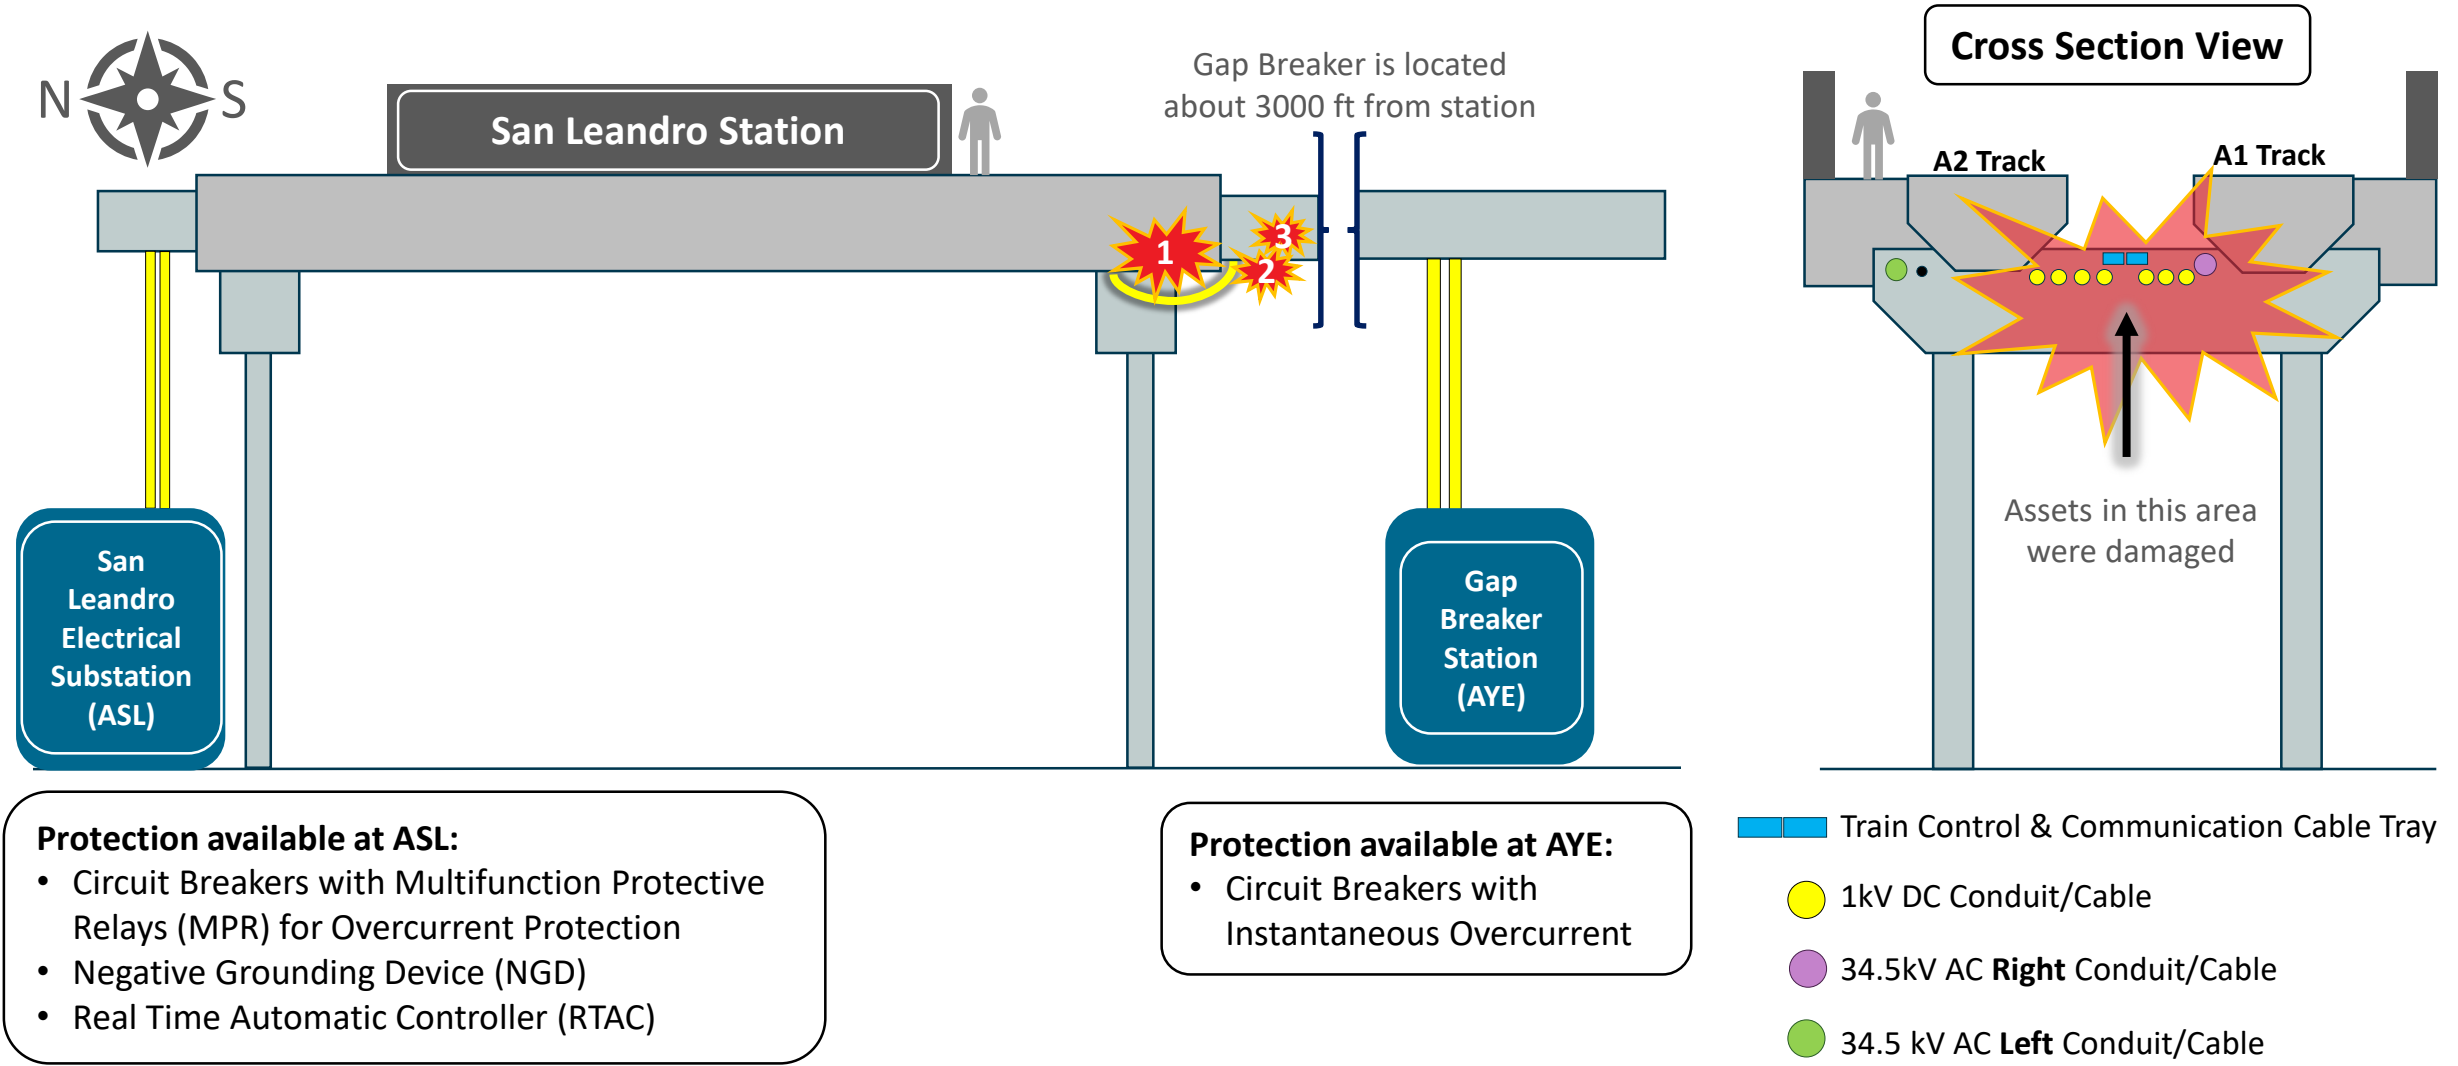 N
S
San Leandro Station
Gap Breaker is located
about 3000 ft from station
1
2
3
San
Leandro
Electrical
Substation
(ASL)
Gap
Breaker
Station
(AYE)
Protection available at ASL:
• Circuit Breakers with Multifunction Protective
Relays (MPR) for Overcurrent Protection
• Negative Grounding Device (NGD)
• Real Time Automatic Controller (RTAC)
Protection available at AYE:
• Circuit Breakers with
Instantaneous Overcurrent
Cross Section View
A2 Track
A1 Track
Assets in this area
were damaged
Train Control & Communication Cable Tray
1kV DC Conduit/Cable
34.5kV AC Right Conduit/Cable
34.5 kV AC Left Conduit/Cable